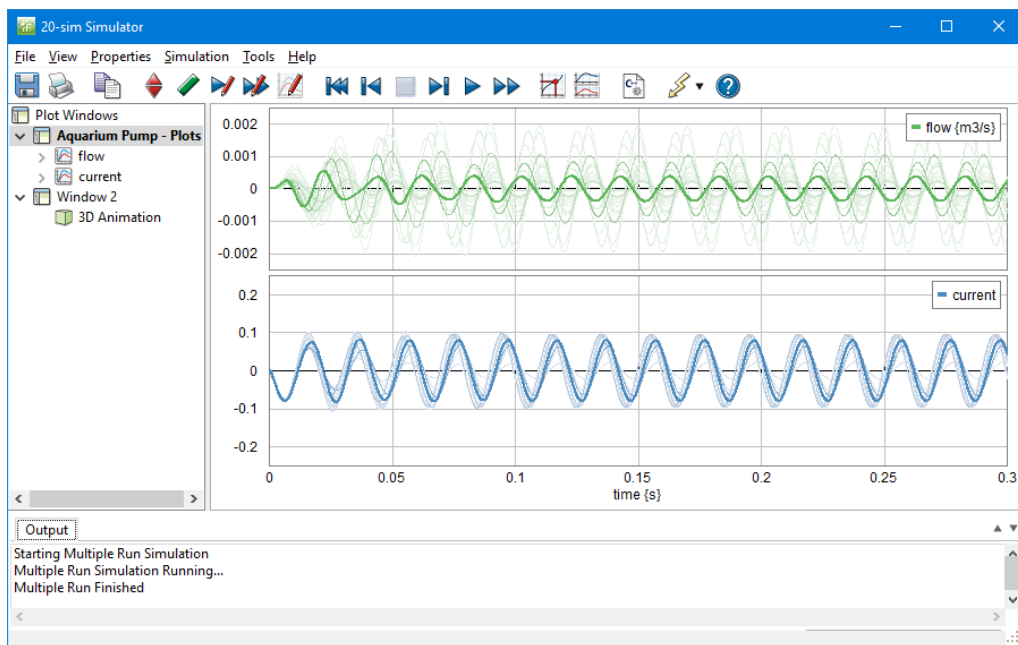 20-sim Simulator
File View Properties Simulation Tools Help
Plot Windows
Aquarium Pump - Plots
flow
current
Window 2
3D Animation
0.002
0.001
0
-0.001
-0.002
flow {m3/s}
0.2
0.1
0
-0.1
-0.2
current
0 0.05 0.1 0.15 0.2 0.25 0.3
time {s}
Output
Starting Multiple Run Simulation
Multiple Run Simulation Running...
Multiple Run Finished